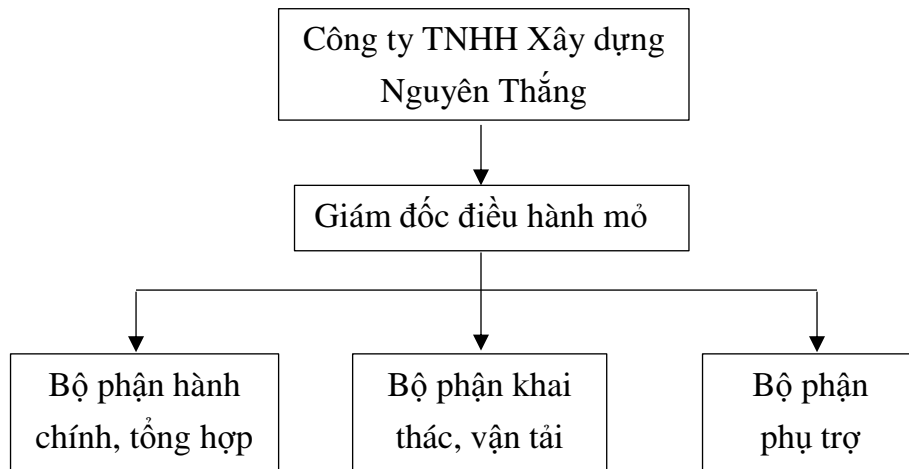 Công ty TNHH Xây dựng
Nguyên Thắng
Giám đốc điều hành mỏ
Bộ phận hành
chính, tổng hợp
Bộ phận khai
thác, vận tải
Bộ phận
phụ trợ